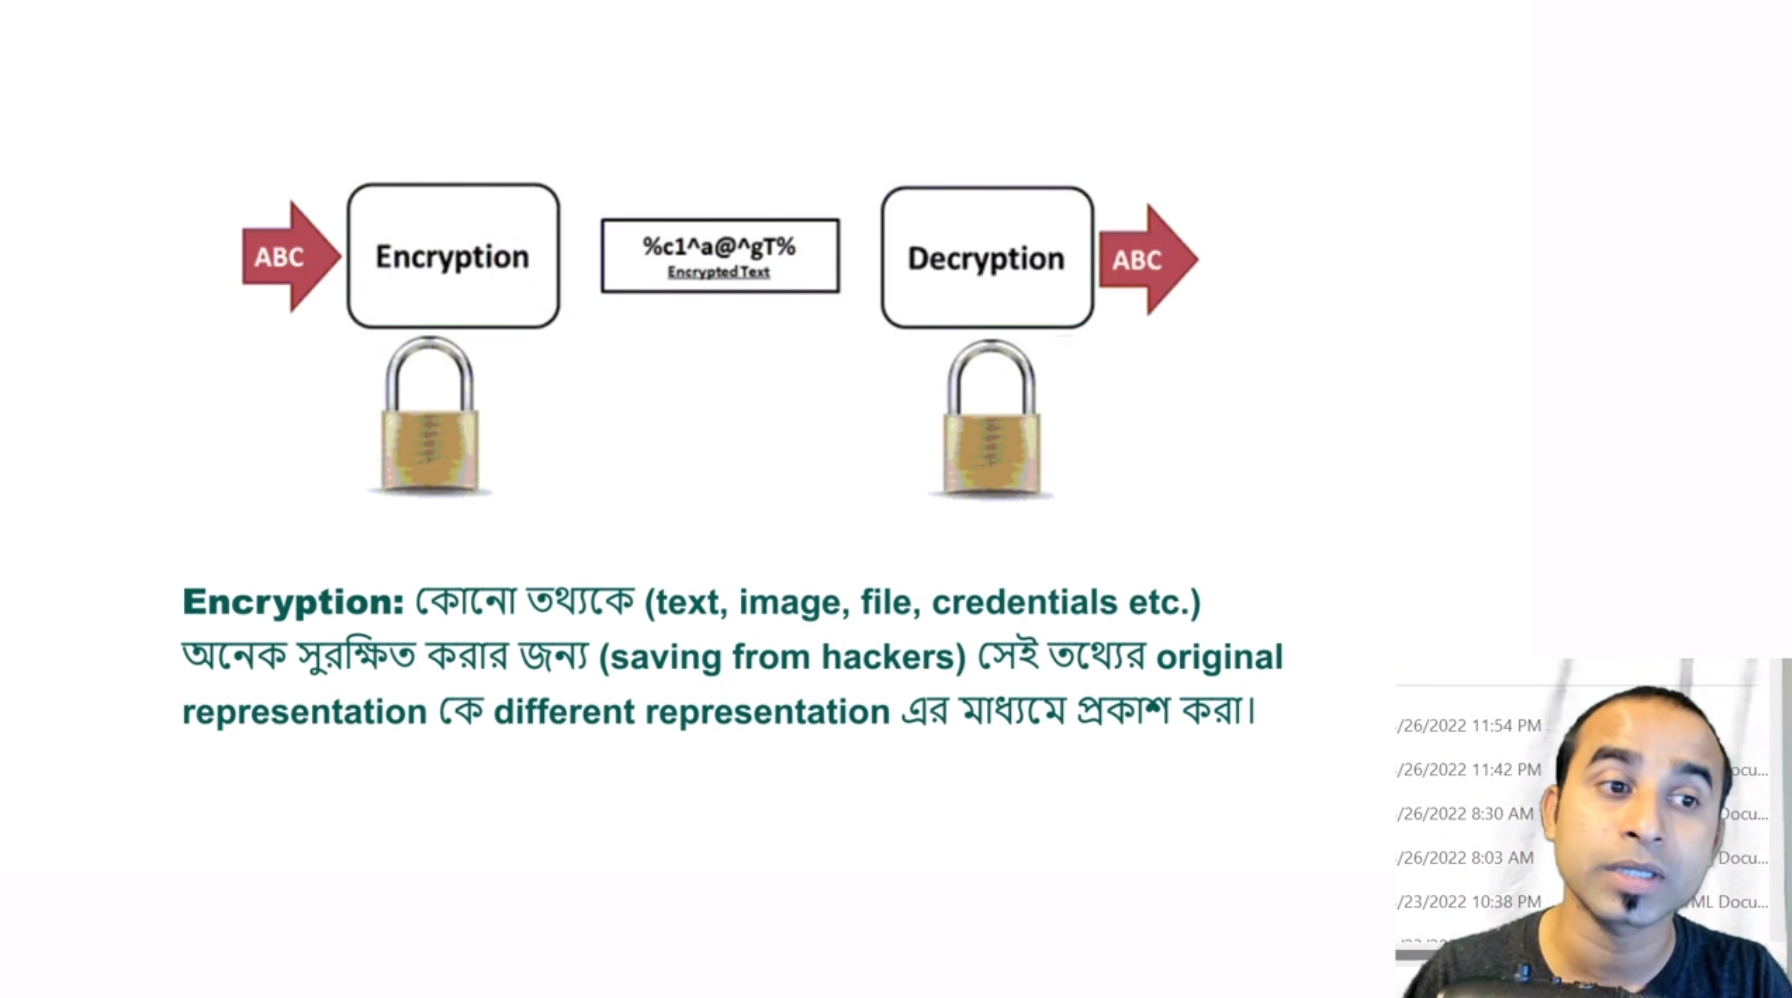 ABC
Encryption
%c1^a@^gT%
Encrypted Text
Decryption
ABC
Encryption: কোনো তথ্যকে (text, image, file, credentials etc.)
অনেক সুরক্ষিত করার জন্য (saving from hackers) সেই তথ্যের original
representation কে different representation এর মাধ্যমে প্রকাশ করা।
/26/2022 11:54 PM
/26/2022 11:42 PM ocu...
/26/2022 8:30 AM Docu...
/26/2022 8:03 AM Docu...
/23/2022 10:38 PM ML Docu...